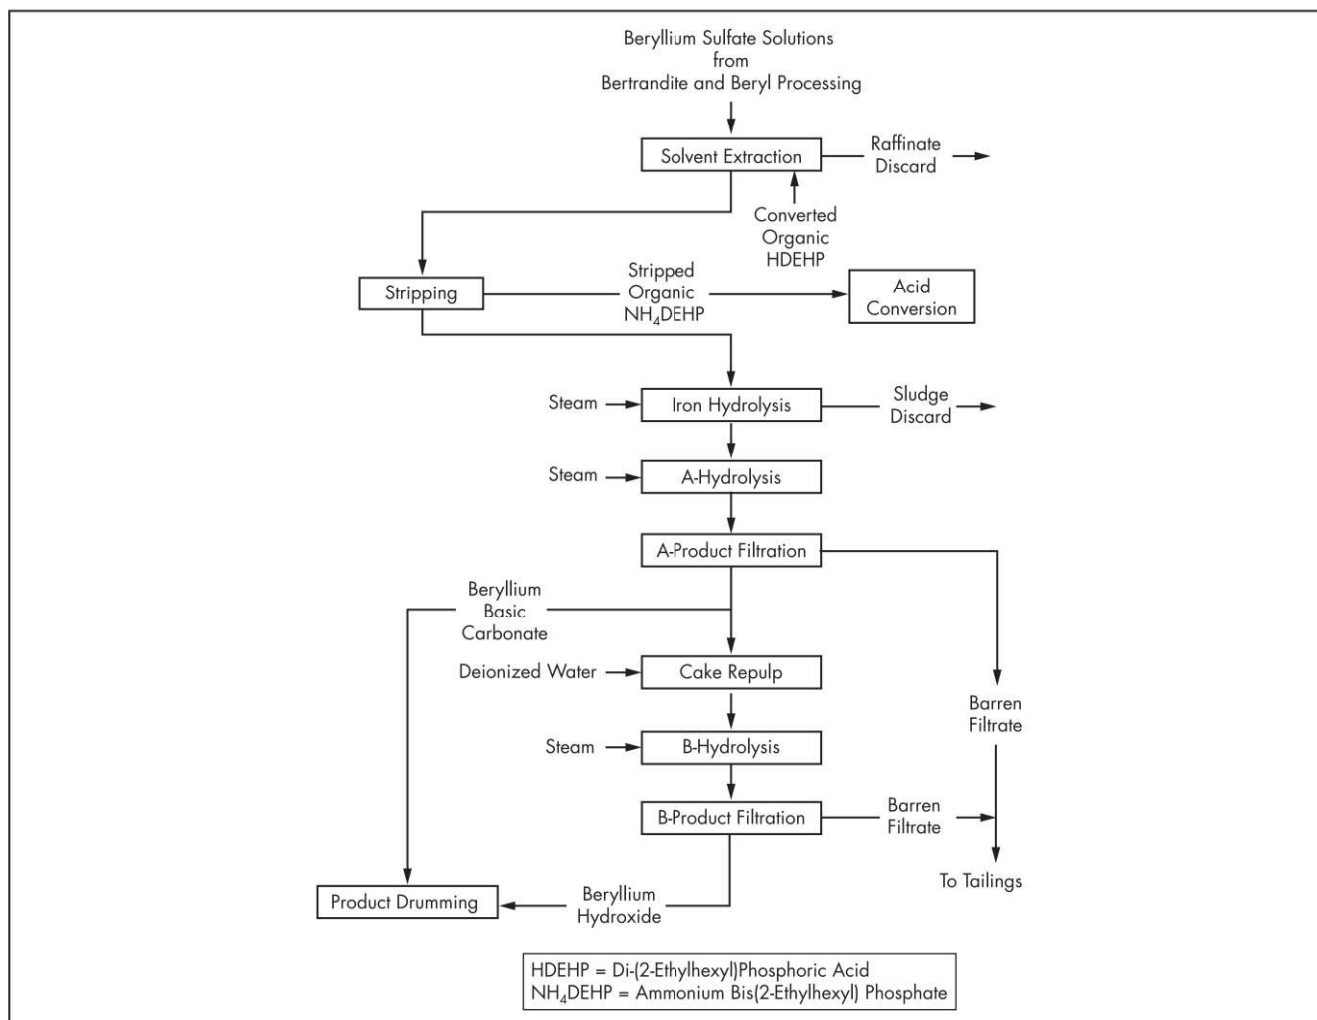 Beryllium Sulfate Solutions
from
Bertrandite and Beryl Processing
Solvent Extraction
Raffinate
Discard
Converted
Organic
HDEHP
Stripping
Stripped
Organic
NH₄DEHP
Acid
Conversion
Steam
Iron Hydrolysis
Sludge
Discard
Steam
A-Hydrolysis
A-Product Filtration
Beryllium
Basic
Carbonate
Deionized Water
Cake Repulp
Barren
Filtrate
Steam
B-Hydrolysis
B-Product Filtration
Barren
Filtrate
To Tailings
Product Drumming
Beryllium
Hydroxide
HDEHP = Di-(2-Ethylhexyl)Phosphoric Acid
NH₄DEHP = Ammonium Bis(2-Ethylhexyl) Phosphate